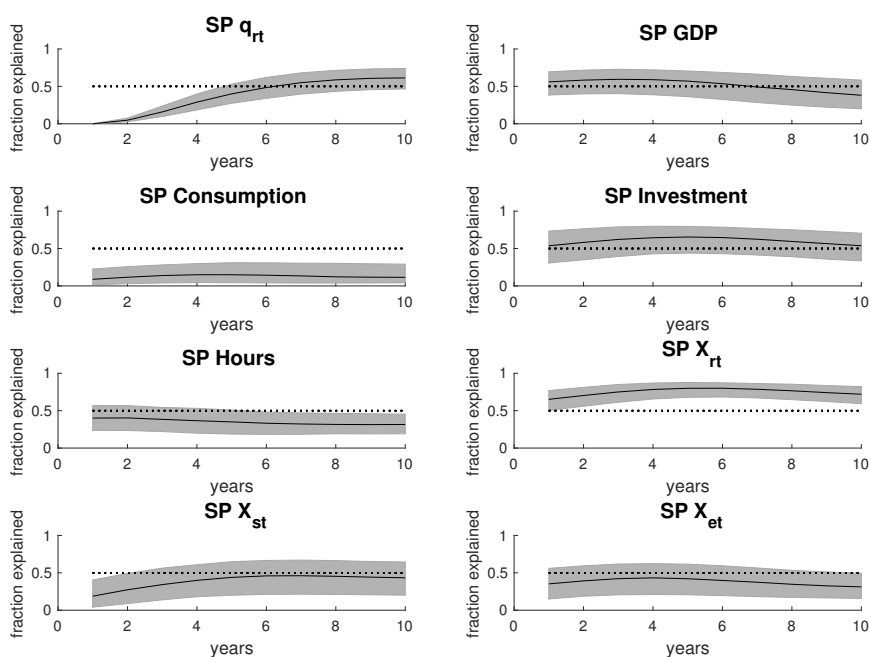 SP q_rt
fraction explained
1
0.5
0
0 2 4 6 8 10
years
SP GDP
fraction explained
1
0.5
0
0 2 4 6 8 10
years
SP Consumption
fraction explained
1
0.5
0
0 2 4 6 8 10
years
SP Investment
fraction explained
1
0.5
0
0 2 4 6 8 10
years
SP Hours
fraction explained
1
0.5
0
0 2 4 6 8 10
years
SP X_rt
fraction explained
1
0.5
0
0 2 4 6 8 10
years
SP X_st
fraction explained
1
0.5
0
0 2 4 6 8 10
years
SP X_et
fraction explained
1
0.5
0
0 2 4 6 8 10
years